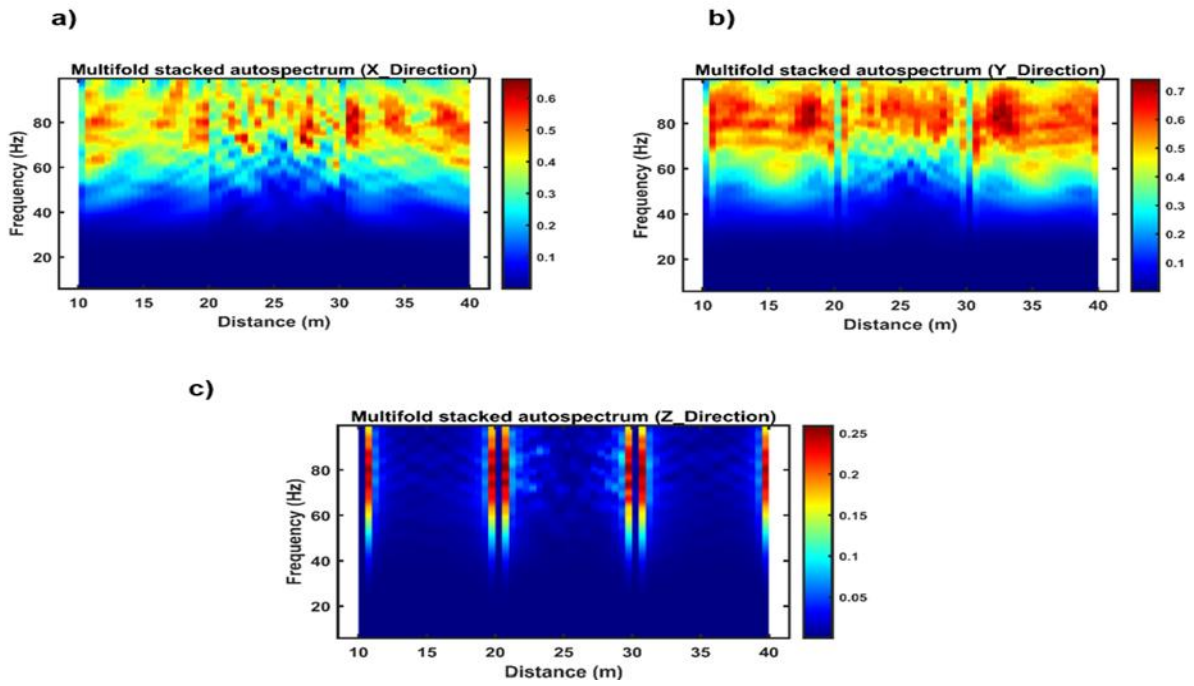 a)
Multifold stacked autospectrum (X_Direction)
Frequency (Hz)
80
60
40
20
10 15 20 25 30 35 40
Distance (m)
0.6
0.5
0.4
0.3
0.2
0.1
b)
Multifold stacked autospectrum (Y_Direction)
Frequency (Hz)
80
60
40
20
10 15 20 25 30 35 40
Distance (m)
0.7
0.6
0.5
0.4
0.3
0.2
0.1
c)
Multifold stacked autospectrum (Z_Direction)
Frequency (Hz)
80
60
40
20
10 15 20 25 30 35 40
Distance (m)
0.25
0.2
0.15
0.1
0.05